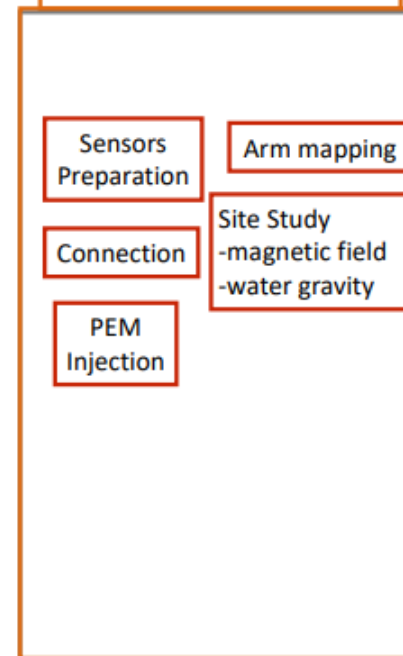 Sensors
Preparation
Arm mapping
Connection
Site Study
-magnetic field
-water gravity
PEM
Injection